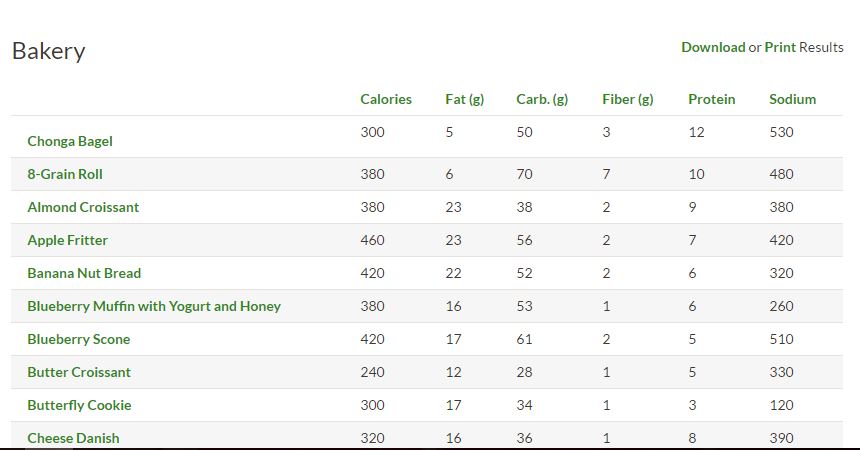 Bakery
Download or Print Results
Calories Fat (g) Carb. (g) Fiber (g) Protein Sodium
Chonga Bagel 300 5 50 3 12 530
8-Grain Roll 380 6 70 7 10 480
Almond Croissant 380 23 38 2 9 380
Apple Fritter 460 23 56 2 7 420
Banana Nut Bread 420 22 52 2 6 320
Blueberry Muffin with Yogurt and Honey 380 16 53 1 6 260
Blueberry Scone 420 17 61 2 5 510
Butter Croissant 240 12 28 1 5 330
Butterfly Cookie 300 17 34 1 3 120
Cheese Danish 320 16 36 1 8 390